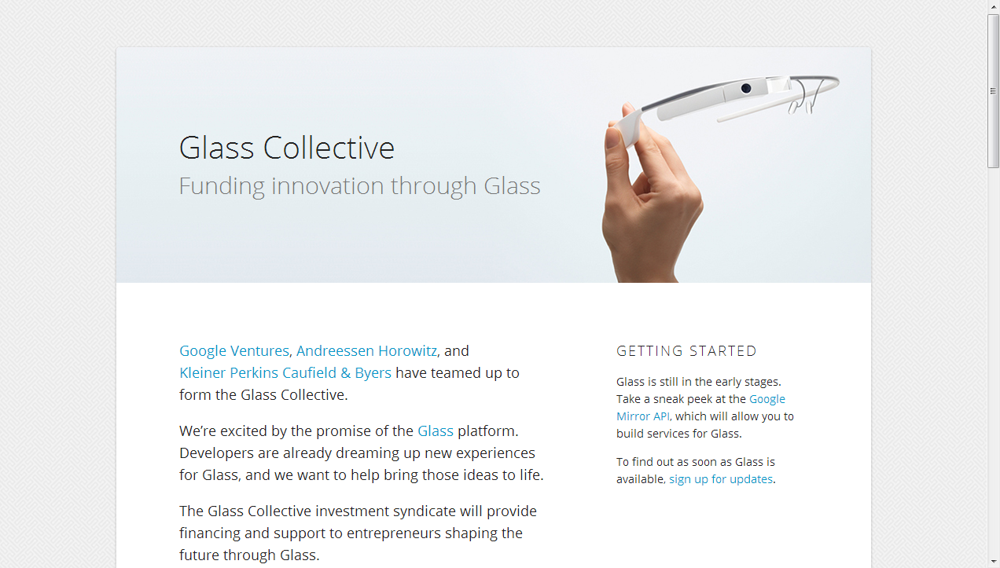 Glass Collective
Funding innovation through Glass
Google Ventures, Andreessen Horowitz, and
Kleiner Perkins Caufield & Byers have teamed up to
form the Glass Collective.
We’re excited by the promise of the Glass platform.
Developers are already dreaming up new experiences
for Glass, and we want to help bring those ideas to life.
The Glass Collective investment syndicate will provide
financing and support to entrepreneurs shaping the
future through Glass.
GETTING STARTED
Glass is still in the early stages.
Take a sneak peek at the Google
Mirror API, which will allow you to
build services for Glass.
To find out as soon as Glass is
available, sign up for updates.